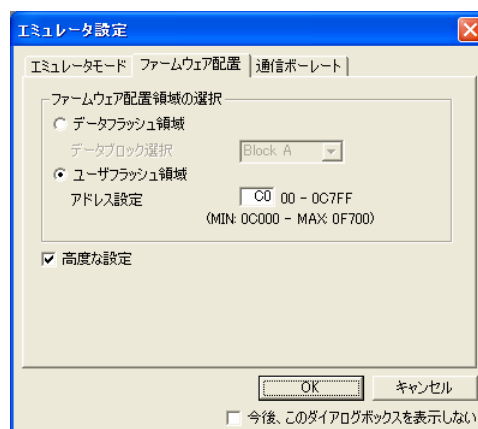 エミュレータ設定
エミュレータモード ファームウェア配置 通信ボーレート
ファームウェア配置領域の選択
データフラッシュ領域
データブロック選択 Block A
ユーザフラッシュ領域
アドレス設定 C0 00 - 0C7FF
(MIN: 0C000 - MAX: 0F700)
高度な設定
OK キャンセル
今後、このダイアログボックスを表示しない